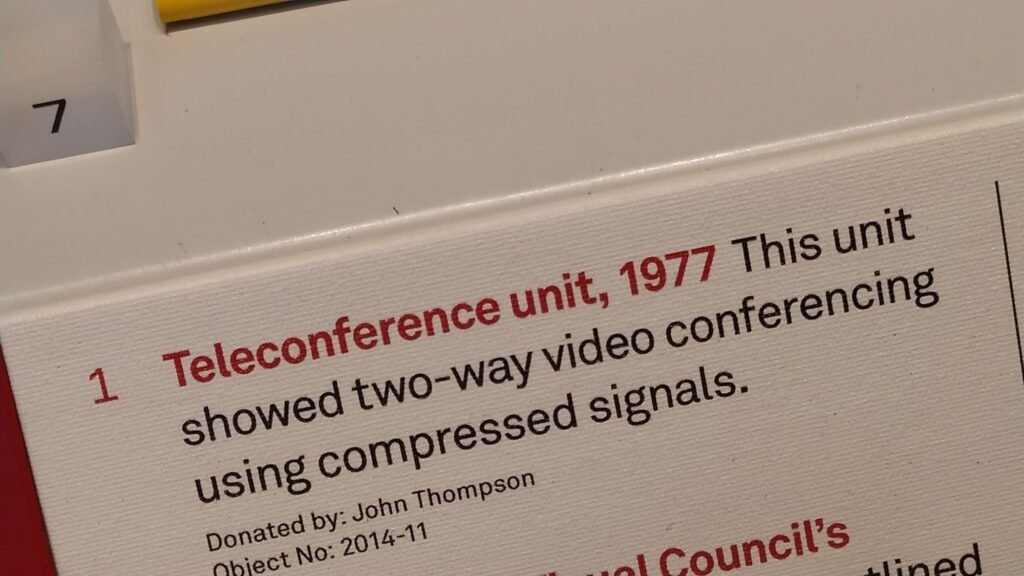 7
1 Teleconference unit, 1977 This unit
showed two-way video conferencing
using compressed signals.
Donated by: John Thompson
Object No: 2014-11
Council's